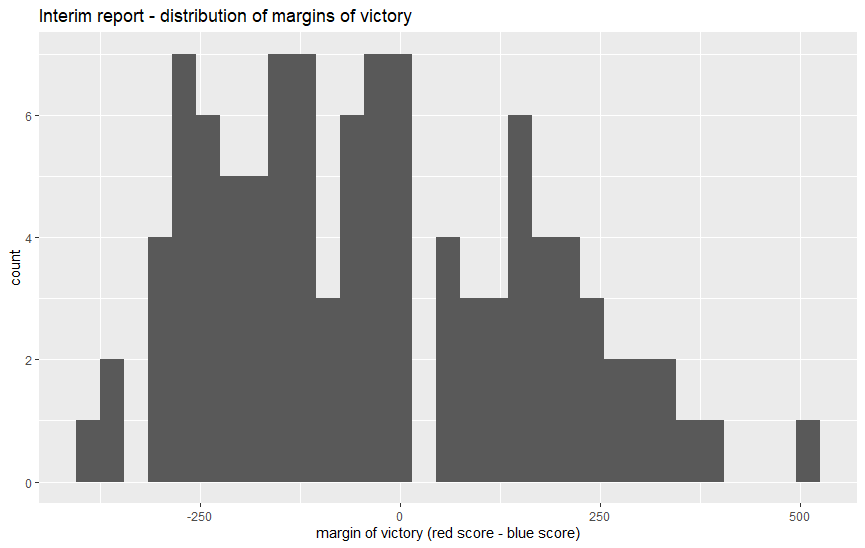 Interim report - distribution of margins of victory
6
4
2
0
count
-250
0
250
500
margin of victory (red score - blue score)